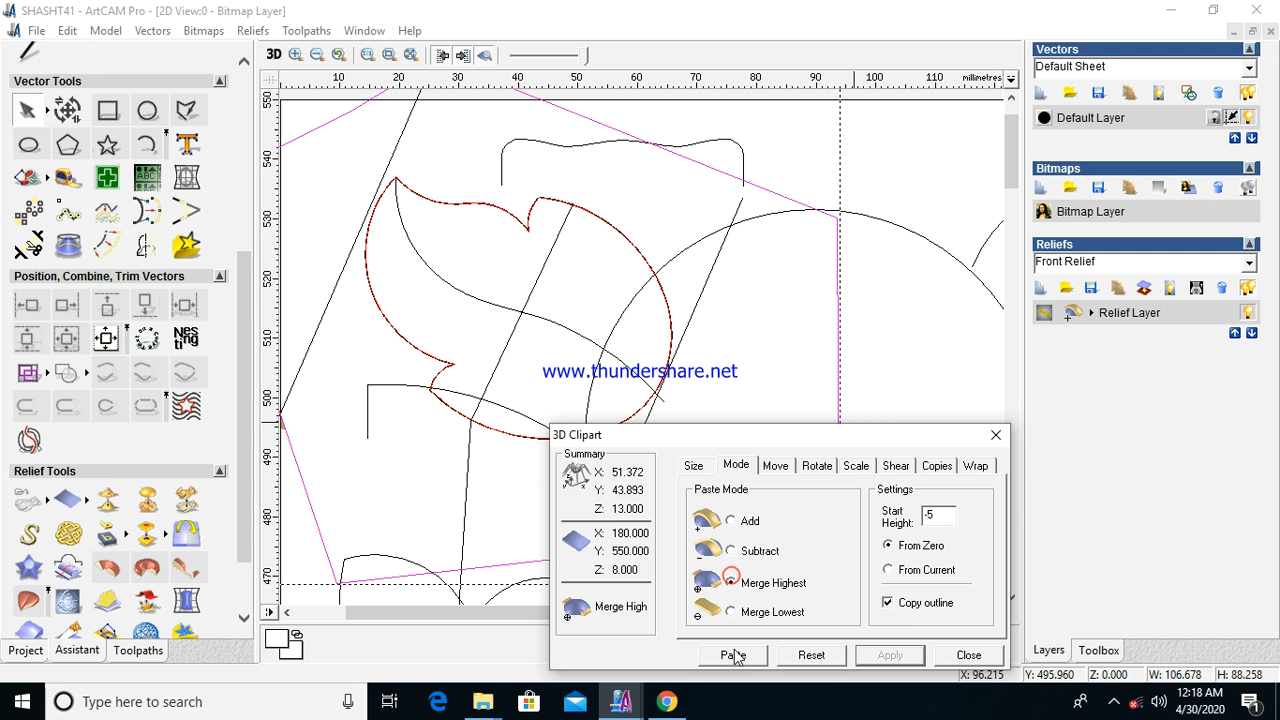 SHASHT41 - ArtCAM Pro - [2D View:0 - Bitmap Layer]
File Edit Model Vectors Bitmaps Reliefs Toolpaths Window Help
3D
Vector Tools
10 20 30 40 50 60 70 80 90 100 110 millimetres
550
540
530
520
510
500
490
480
470
Position, Combine, Trim Vectors
Relief Tools
Project Assistant Toolpaths
www.thundershare.net
Vectors
Default Sheet
Default Layer
Bitmaps
Bitmap Layer
Reliefs
Front Relief
Relief Layer
Layers Toolbox
3D Clipart
Summary
X: 51.372
Y: 43.893
Z: 13.000
X: 180.000
Y: 550.000
Z: 8.000
Merge High
Size Mode Move Rotate Scale Shear Copies Wrap
Paste Mode
Add
Subtract
Merge Highest
Merge Lowest
Settings
Start Height: -5
From Zero
From Current
Copy outline
Paste Reset Apply Close
X: 96.215 Y: 495.960 Z: 0.000 W: 106.678 H: 88.258
Type here to search
12:18 AM
4/30/2020